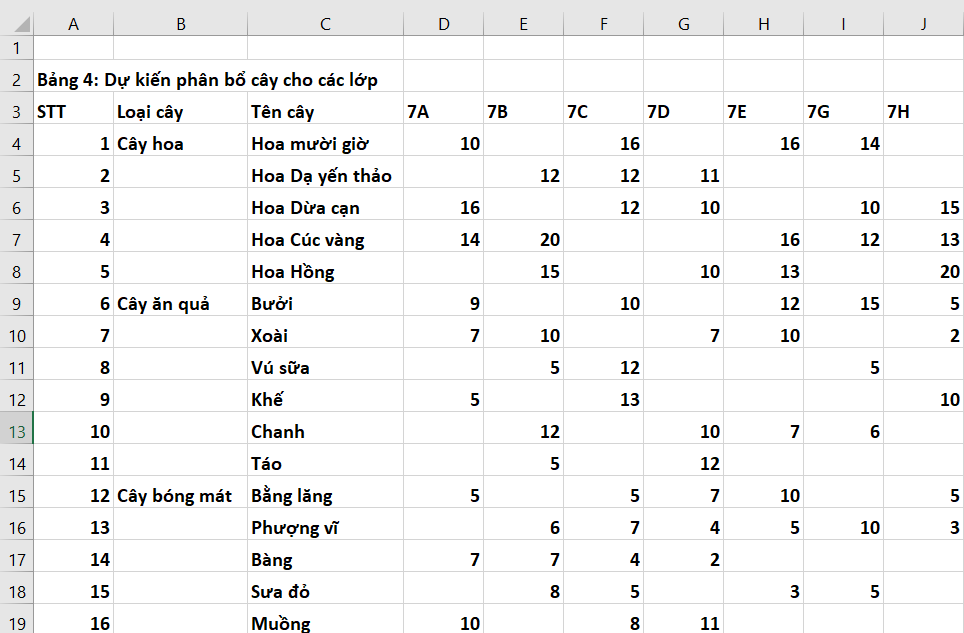 A B C D E F G H I J
1
2 Bảng 4: Dự kiến phân bổ cây cho các lớp
3 STT Loại cây Tên cây 7A 7B 7C 7D 7E 7G 7H
4 1 Cây hoa Hoa mười giờ 10 16 16 14
5 2 Hoa Dạ yến thảo 12 12 11
6 3 Hoa Dừa cạn 16 12 10 10 15
7 4 Hoa Cúc vàng 14 20 16 12 13
8 5 Hoa Hồng 15 10 13 20
9 6 Cây ăn quả Bưởi 9 10 12 15 5
10 7 Xoài 7 10 7 10 2
11 8 Vú sữa 5 12 5
12 9 Khế 5 13 10
13 10 Chanh 12 10 7 6
14 11 Táo 5 12
15 12 Cây bóng mát Bằng lăng 5 5 7 10 5
16 13 Phượng vĩ 6 7 4 5 10 3
17 14 Bàng 7 7 4 2
18 15 Sưa đỏ 8 5 3 5
19 16 Muồng 10 8 11